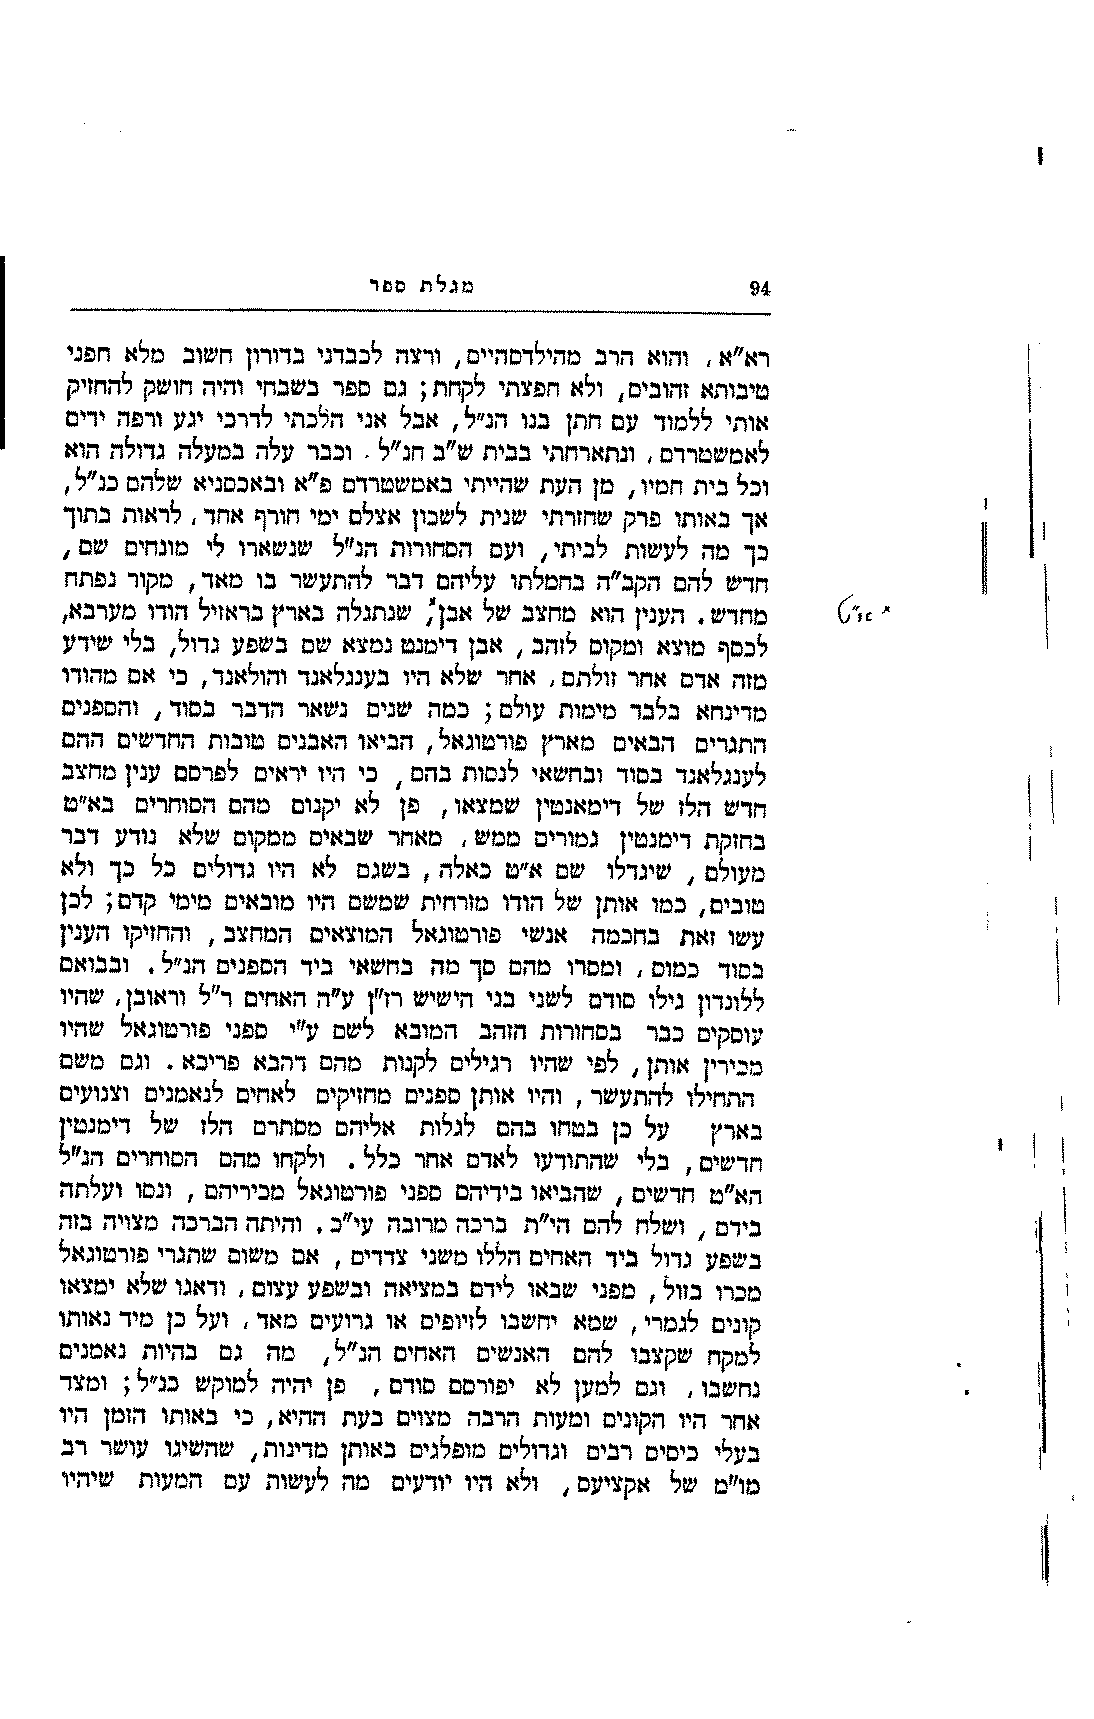 94
מגלת ספר
רא"א, והוא הרב מהילדסהיים, ורצה לכבדני בדורון חשוב מלא חפני
טיבותא זהובים, ולא חפצתי לקחת; גם ספר בשבחי והיה חושק להחזיק
אותי ללמוד עם חתן בנו הנ"ל, אבל אני הלכתי לדרכי יגע ורפה ידים
לאמשטרדם, ונתארחתי בבית ש"ב חנ"ל. וכבר עלה במעלה גדולה הוא
וכל בית חמיו, מן העת שהייתי באמשטרדם פ"א ובאכסניא שלהם כנ"ל,
אך באותו פרק שחזרתי שנית לשכון אצלם ימי חורף אחד, לראות בתוך
כך מה לעשות לביתי, ועם הסחורות הנ"ל שנשארו לי מונחים שם,
חדש להם הקב"ה בחמלתו עליהם דבר להתעשר בו מאד, מקור נפתח
מחדש. הענין הוא מחצב של אבן*, שנתגלה בארץ בראזיל הודו מערבא,
* א"ט
לכסף מוצא ומקום לזהב, אבן דימנט נמצא שם בשפע גדול, בלי שידע
מזה אדם אחר זולתם, אחר שלא היו בענגלאנד והולאנד, כי אם מהודו
מדינחא בלבד מימות עולם; כמה שנים נשאר הדבר בסוד, והספנים
התגרים הבאים מארץ פורטוגאל, הביאו האבנים טובות החדשים ההם
לענגלאנד בסוד ובחשאי לנסות בהם, כי היו יראים לפרסם ענין מחצב
חדש הלז של דימאנטין שמצאו, פן לא יקנום מהם הסוחרים בא"ט
בחזקת דימנטין גמורים ממש, מאחר שבאים ממקום שלא נודע דבר
מעולם, שיגדלו שם א"ט כאלה, בשגם לא היו גדולים כל כך ולא
טובים, כמו אותן של הודו מזרחית שמשם היו מובאים מימי קדם; לכן
עשו זאת בחכמה אנשי פורטוגאל המוצאים המחצב, והחזיקו הענין
בסוד כמוס, ומסרו מהם סך מה בחשאי ביד הספנים הנ"ל. ובבואם
ללונדון גילו סודם לשני בני הישיש רז"ן ע"ה האחים ר"ל וראובן, שהיו
עוסקים כבר בסחורות הזהב המובא לשם ע"י ספני פורטוגאל שהיו
מכירין אותן, לפי שהיו רגילים לקנות מהם דהבא פריבא. וגם משם
התחילו להתעשר, והיו אותן ספנים מחזיקים לאחים לנאמנים וצנועים
בארץ על כן בטחו בהם לגלות אליהם מסתרם הלז של דימנטין
חדשים, בלי שהתודעו לאדם אחר כלל. ולקחו מהם הסוחרים הנ"ל
הא"ט חדשים, שהביאו בידיהם ספני פורטוגאל מכיריהם, ונסו ועלתה
בידם, ושלח להם הי"ת ברכה מרובה עי"כ. והיתה הברכה מצויה בזה
בשפע גדול ביד האחים הללו משני צדדים, אם משום שתגרי פורטוגאל
מכרו בזול, מפני שבאו לידם במציאה ובשפע עצום, ודאגו שלא ימצאו
קונים לגמרי, שמא יחשבו לזיופים או גרועים מאד, ועל כן מיד נאותו
למקח שקצבו להם האנשים האחים הנ"ל, מה גם בהיות נאמנים
נחשבו, וגם למען לא יפורסם סודם, פן יהיה למוקש כנ"ל; ומצד
אחר היו הקונים ומעות הרבה מצוים בעת ההיא, כי באותו הזמן היו
בעלי כיסים רבים וגדולים מופלגים באותן מדינות, שהשיגו עושר רב
מו"מ של אקציעס, ולא היו יודעים מה לעשות עם המעות שיהיו